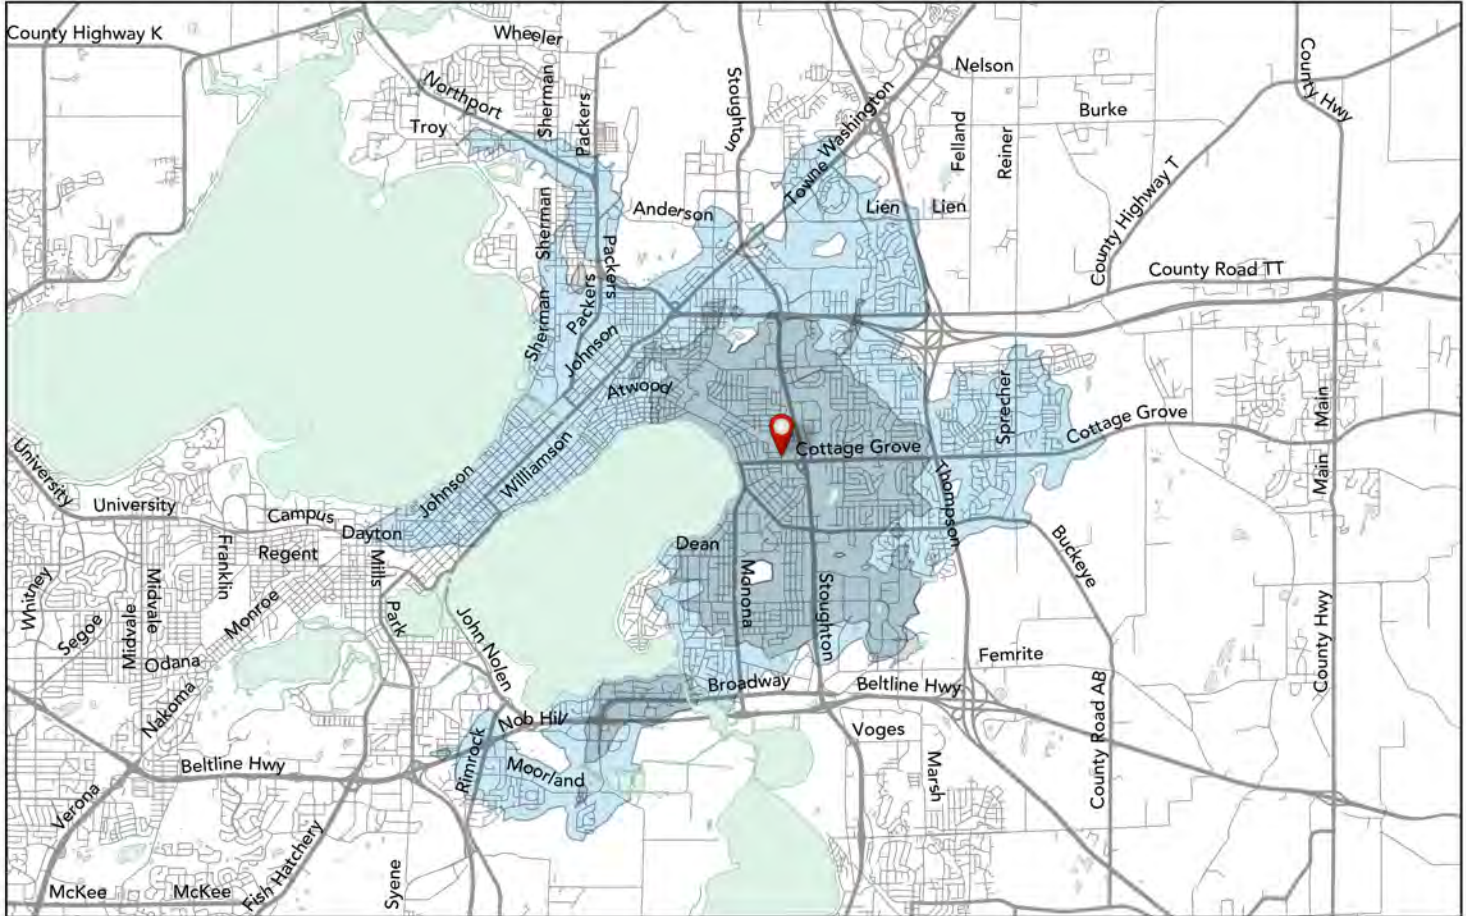 County Highway K
Wheeler
Northport
Sherman
Packers
Stoughton
Washington
Nelson
County Hwy
Troy
Burke
Felland
Reiner
Towne
Sherman
Anderson
Lien
Lien
County Highway T
Packers
County Road TT
Sherman
Packers
Johnson
Atwood
Sprecher
Main
Cottage Grove
Cottage Grove
University
Johnson
Williamson
Thompson
Main
University
Campus
Dayton
Regent
Franklin
Mills
Dean
Buckeye
Whitney
Midvale
Midvale
Segoe
Monroe
Park
John Nolen
Monona
Stoughton
County Hwy
Odana
Femrite
Nakoma
Broadway
Beltline Hwy
County Road AB
Nob Hill
Voges
Rimrock
Moorland
Marsh
Beltline Hwy
Verona
Fish Hatchery
Syene
McKee
McKee